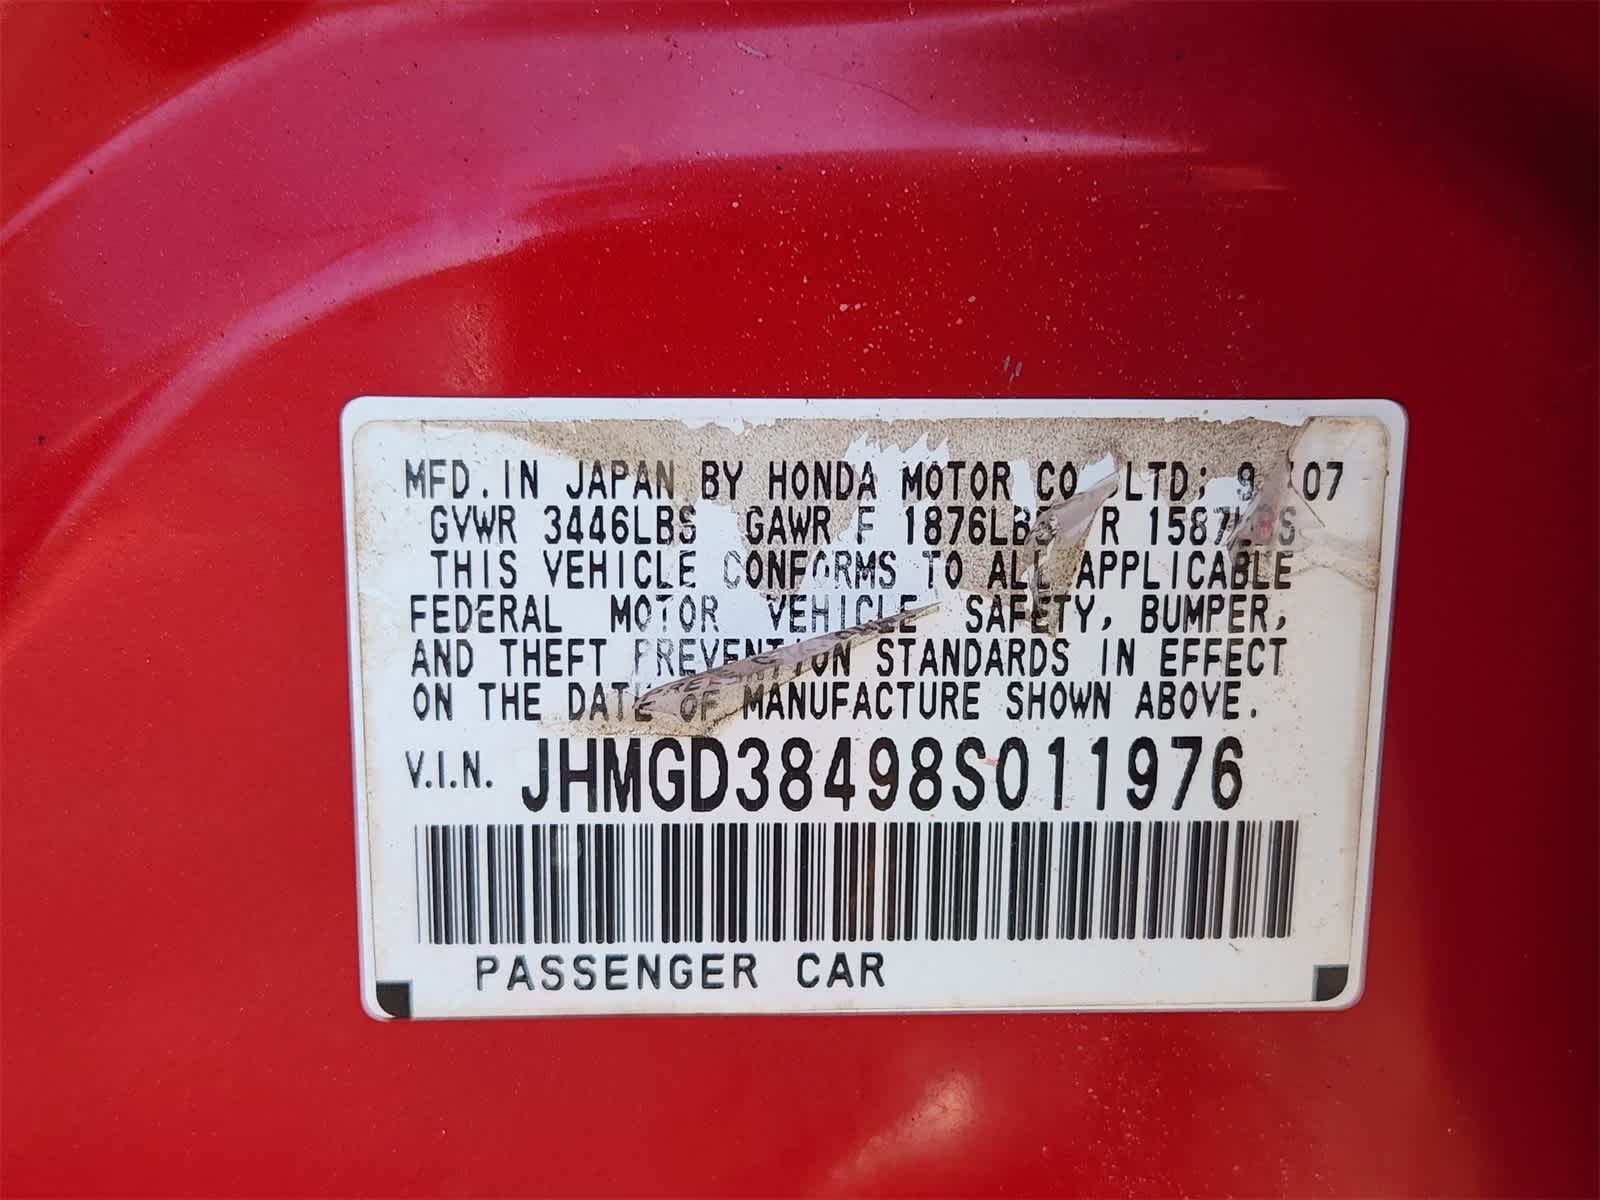 MFD. IN JAPAN BY HONDA MOTOR CO LTD; 9 /07
GVWR 3446LBS GAWR F 1876LBS R 1587LBS
THIS VEHICLE CONFORMS TO ALL APPLICABLE
FEDERAL MOTOR VEHICLE SAFETY, BUMPER,
AND THEFT PREVENTION STANDARDS IN EFFECT
ON THE DATE OF MANUFACTURE SHOWN ABOVE.
V.I.N. JHMGD38498S011976
PASSENGER CAR